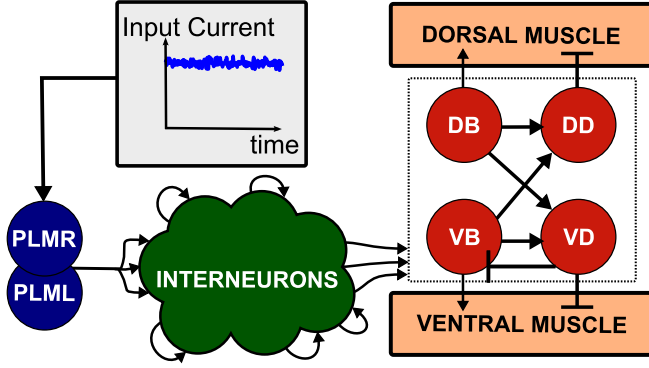 Input Current
time
PLMR
PLML
INTERNEURONS
DORSAL MUSCLE
DB
DD
VB
VD
VENTRAL MUSCLE